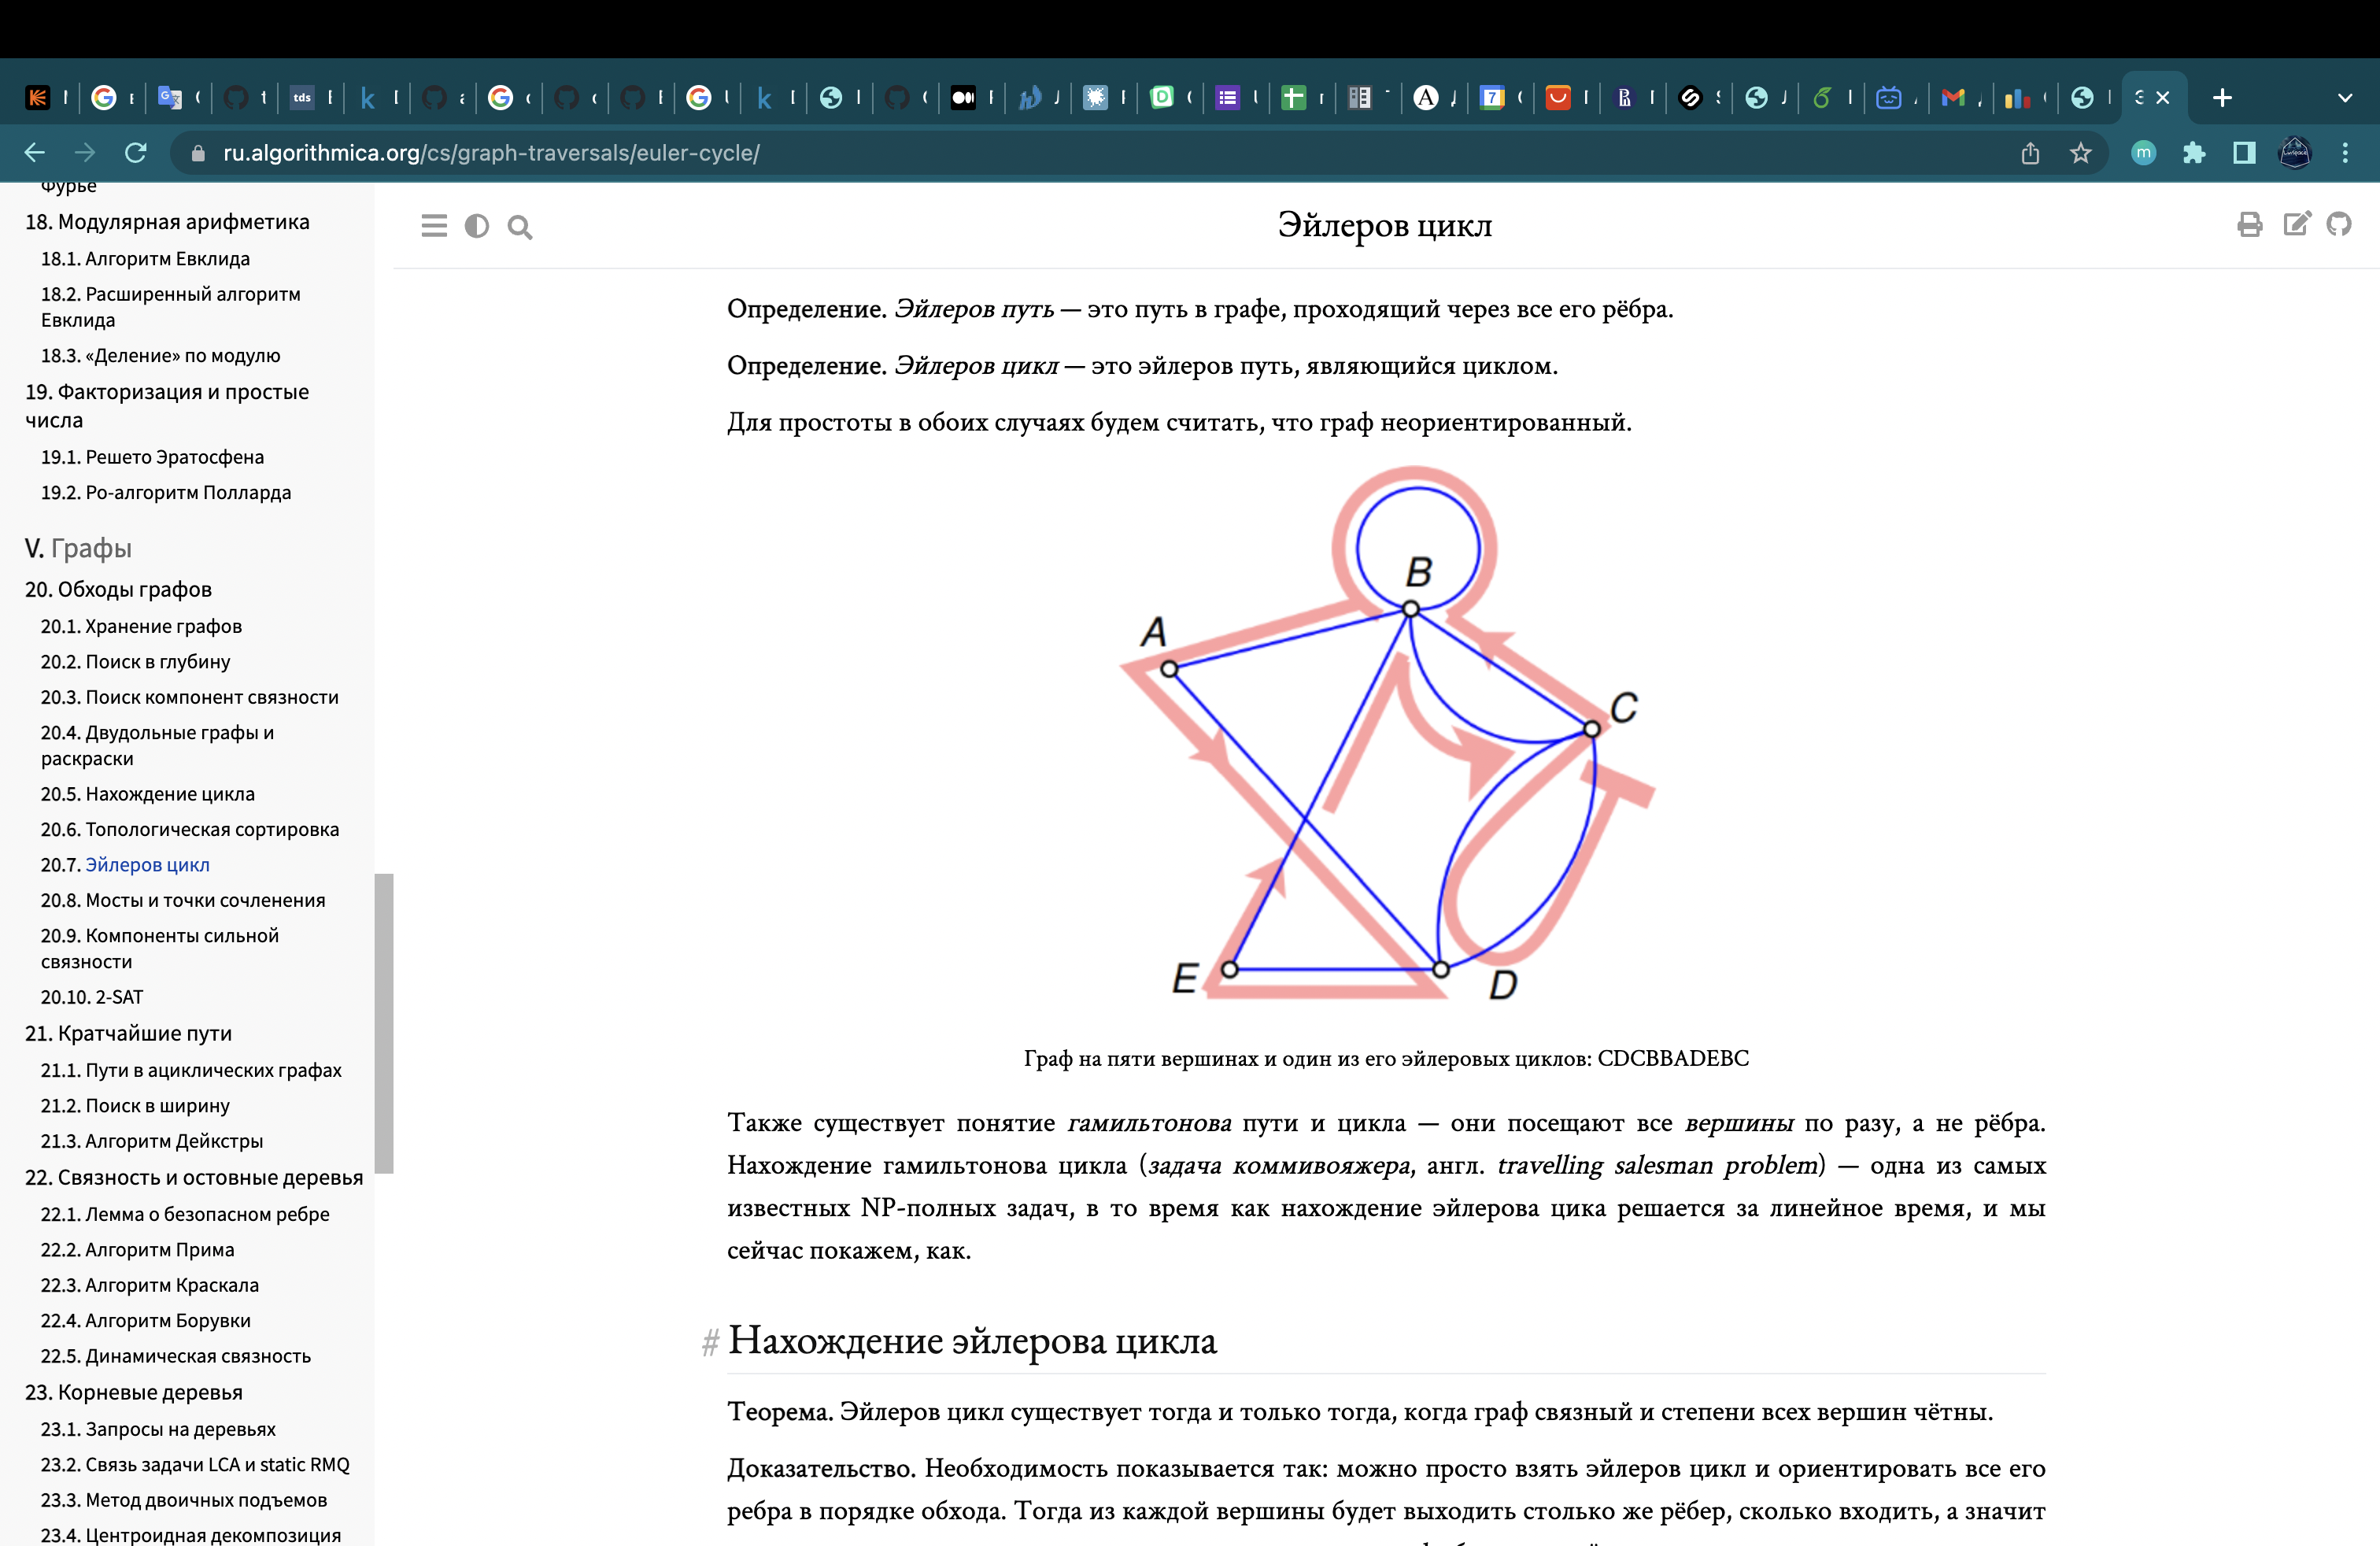 tds
ru.algorithmica.org/cs/graph-traversals/euler-cycle/
m
Фурье
18. Модулярная арифметика
18.1. Алгоритм Евклида
18.2. Расширенный алгоритм
Евклида
18.3. «Деление» по модулю
19. Факторизация и простые
числа
19.1. Решето Эратосфена
19.2. Ро-алгоритм Полларда
V. Графы
20. Обходы графов
20.1. Хранение графов
20.2. Поиск в глубину
20.3. Поиск компонент связности
20.4. Двудольные графы и
раскраски
20.5. Нахождение цикла
20.6. Топологическая сортировка
20.7. Эйлеров цикл
20.8. Мосты и точки сочленения
20.9. Компоненты сильной
связности
20.10. 2-SAT
21. Кратчайшие пути
21.1. Пути в ациклических графах
21.2. Поиск в ширину
21.3. Алгоритм Дейкстры
22. Связность и остовные деревья
22.1. Лемма о безопасном ребре
22.2. Алгоритм Прима
22.3. Алгоритм Краскала
22.4. Алгоритм Борувки
22.5. Динамическая связность
23. Корневые деревья
23.1. Запросы на деревьях
23.2. Связь задачи LCA и static RMQ
23.3. Метод двоичных подъемов
23.4. Центроидная декомпозиция
Эйлеров цикл
Определение. Эйлеров путь — это путь в графе, проходящий через все его рёбра.
Определение. Эйлеров цикл — это эйлеров путь, являющийся циклом.
Для простоты в обоих случаях будем считать, что граф неориентированный.
B
A
C
E
D
Граф на пяти вершинах и один из его эйлеровых циклов: CDCBBADEBC
Также существует понятие гамильтонова пути и цикла — они посещают все вершины по разу, а не рёбра.
Нахождение гамильтонова цикла (задача коммивояжера, англ. travelling salesman problem) — одна из самых
известных NP-полных задач, в то время как нахождение эйлерова цика решается за линейное время, и мы
сейчас покажем, как.
# Нахождение эйлерова цикла
Теорема. Эйлеров цикл существует тогда и только тогда, когда граф связный и степени всех вершин чётны.
Доказательство. Необходимость показывается так: можно просто взять эйлеров цикл и ориентировать все его
ребра в порядке обхода. Тогда из каждой вершины будет выходить столько же рёбер, сколько входить, а значит